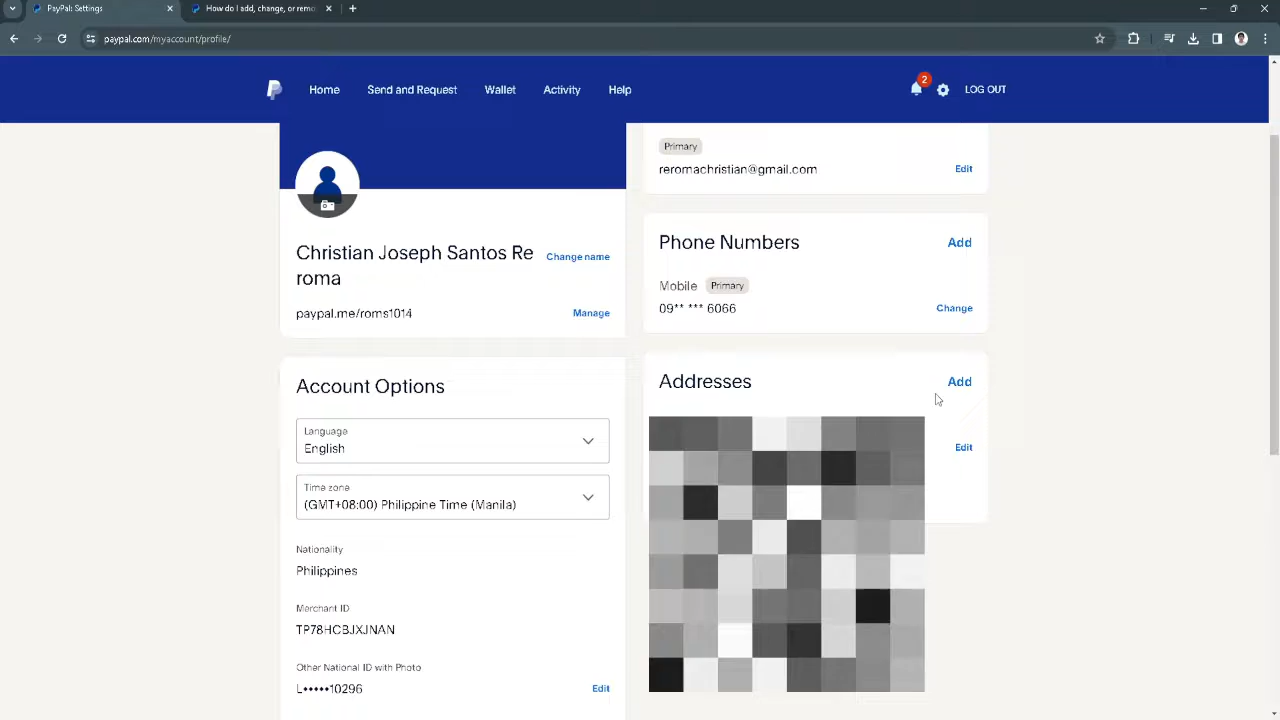 PayPal: Settings
How do I add, change, or remo
paypal.com/myaccount/profile/
Home
Send and Request
Wallet
Activity
Help
2
LOG OUT
Primary
reromachristian@gmail.com
Edit
Christian Joseph Santos Re
roma
Change name
paypal.me/roms1014
Manage
Phone Numbers
Add
Mobile
Primary
09** *** 6066
Change
Account Options
Language
English
Time zone
(GMT+08:00) Philippine Time (Manila)
Nationality
Philippines
Merchant ID
TP78HCBJXJNAN
Other National ID with Photo
L•••••10296
Edit
Addresses
Add
Edit